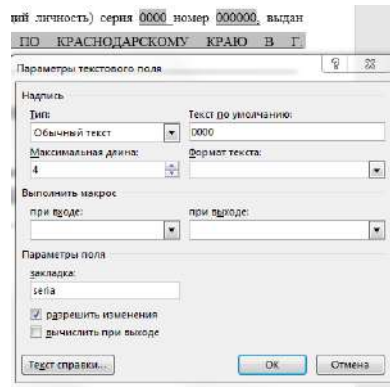 ций личность) серия 0000 номер 000000, выдан
ПО КРАСНОДАРСКОМУ КРАЮ В Г.
Параметры текстового поля
Надпись
Тип: Текст по умолчанию:
Обычный текст 0000
Максимальная длина: Формат текста:
4
Выполнить макрос
при входе: при выходе:
Параметры поля
закладка:
seria
разрешить изменения
вычислить при выходе
Текст справки... OK Отмена